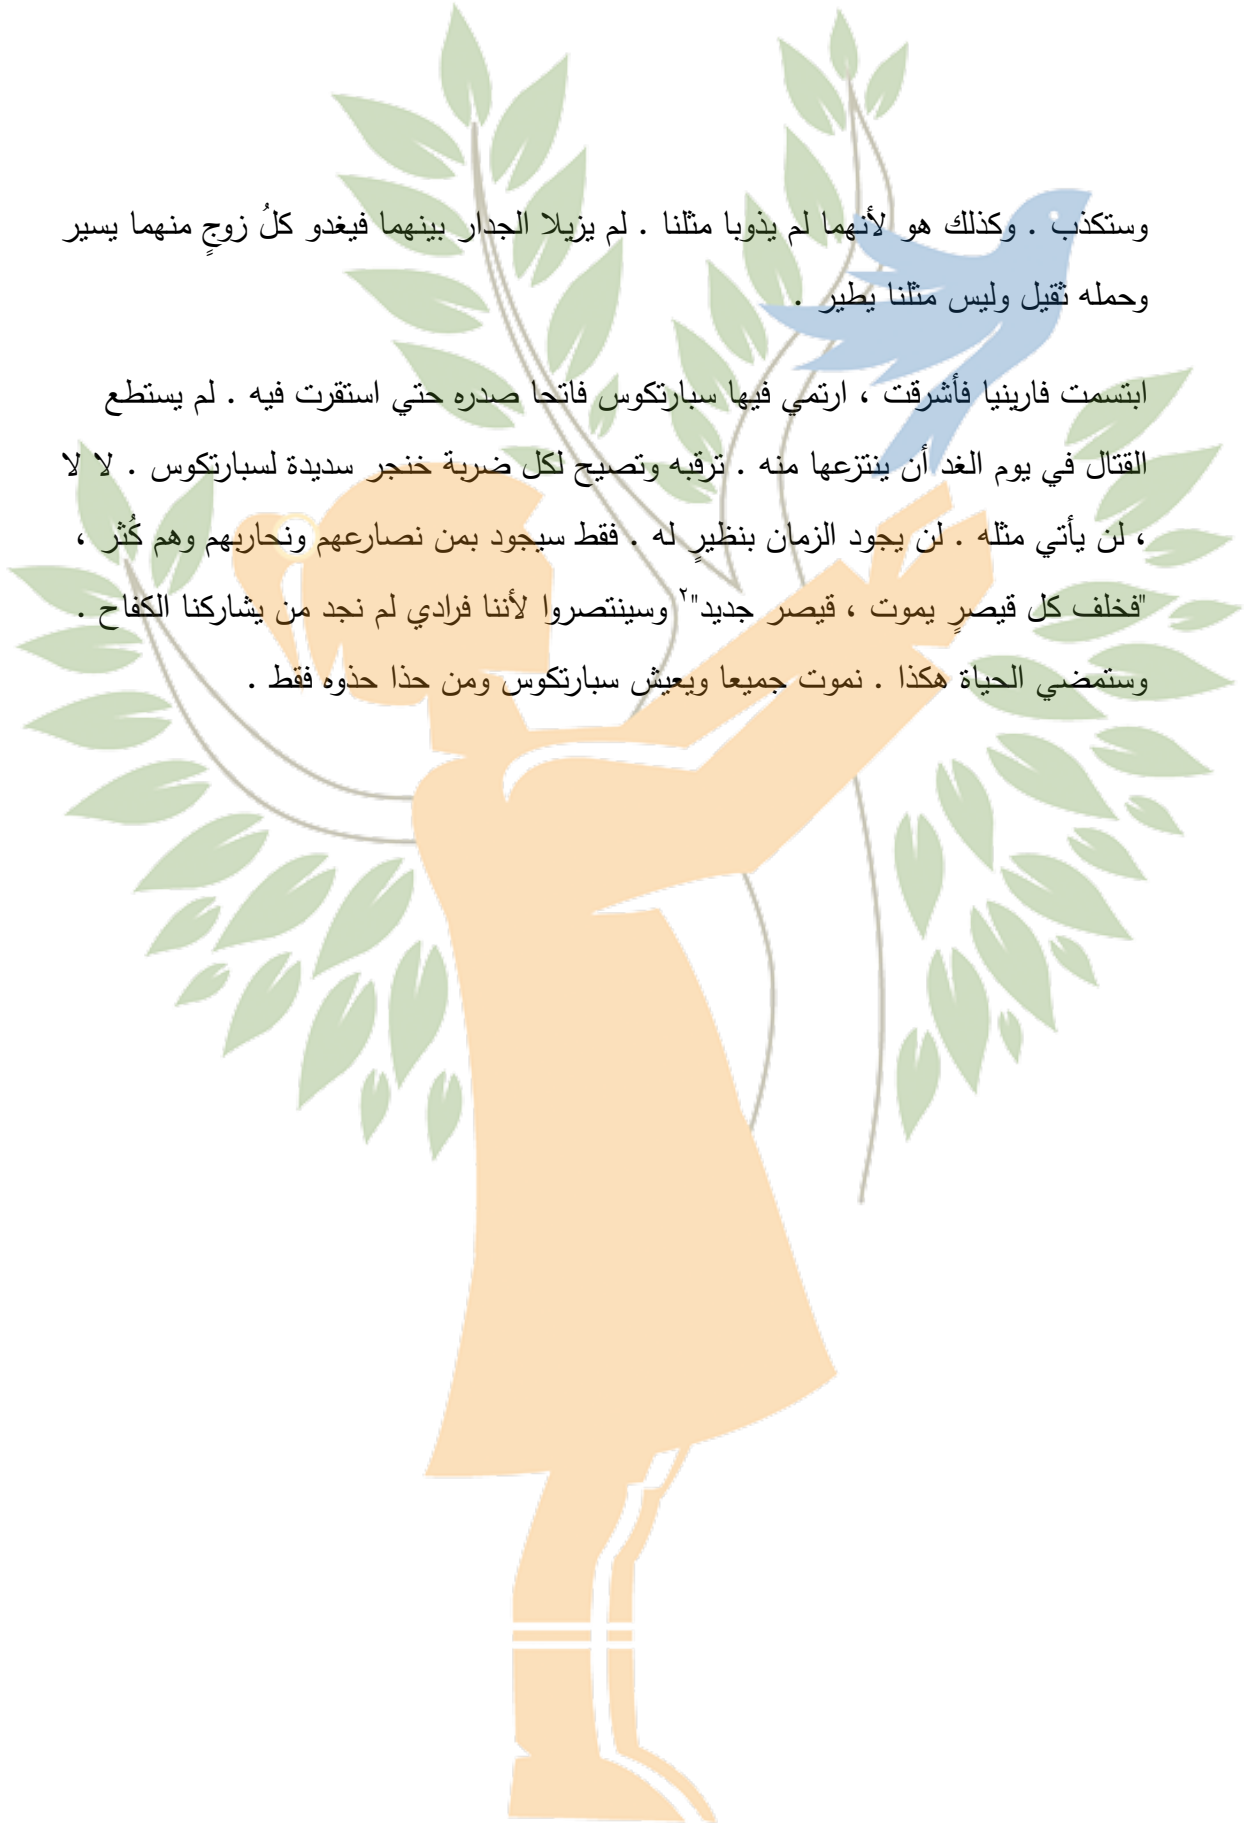 وستكذب . وكذلك هو لأنهما لم يذوبا مثلنا . لم يزيلا الجدار بينهما فيغدو كلُ زوجٍ منهما يسير
وحمله ثقيل وليس مثلنا يطير .
ابتسمت فارينيا فأشرقت ، ارتمي فيها سبارتكوس فاتحا صدره حتي استقرت فيه . لم يستطع
القتال في يوم الغد أن ينتزعها منه . ترقبه وتصيح لكل ضربة خنجر سديدة لسبارتكوس . لا لا
، لن يأتي مثله . لن يجود الزمان بنظيرٍ له . فقط سيجود بمن نصارعهم ونحاربهم وهم كُثر ،
"فخلف كل قيصرٍ يموت ، قيصر جديد"٢ وسينتصروا لأننا فرادي لم نجد من يشاركنا الكفاح .
وستمضي الحياة هكذا . نموت جميعا ويعيش سبارتكوس ومن حذا حذوه فقط .